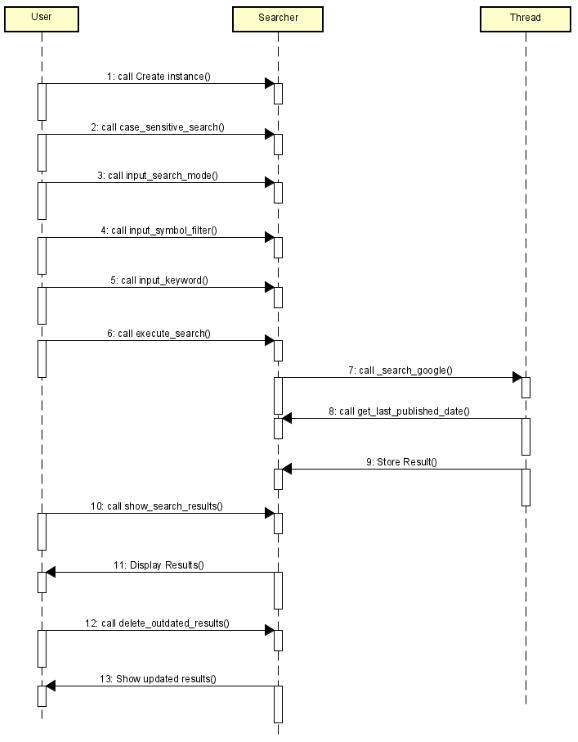 User
Searcher
Thread
1: call Create instance()
2: call case_sensitive_search()
3: call input_search_mode()
4: call input_symbol_filter()
5: call input_keyword()
6: call execute_search()
7: call _search_google()
8: call get_last_published_date()
9: Store Result()
10: call show_search_results()
11: Display Results()
12: call delete_outdated_results()
13: Show updated results()